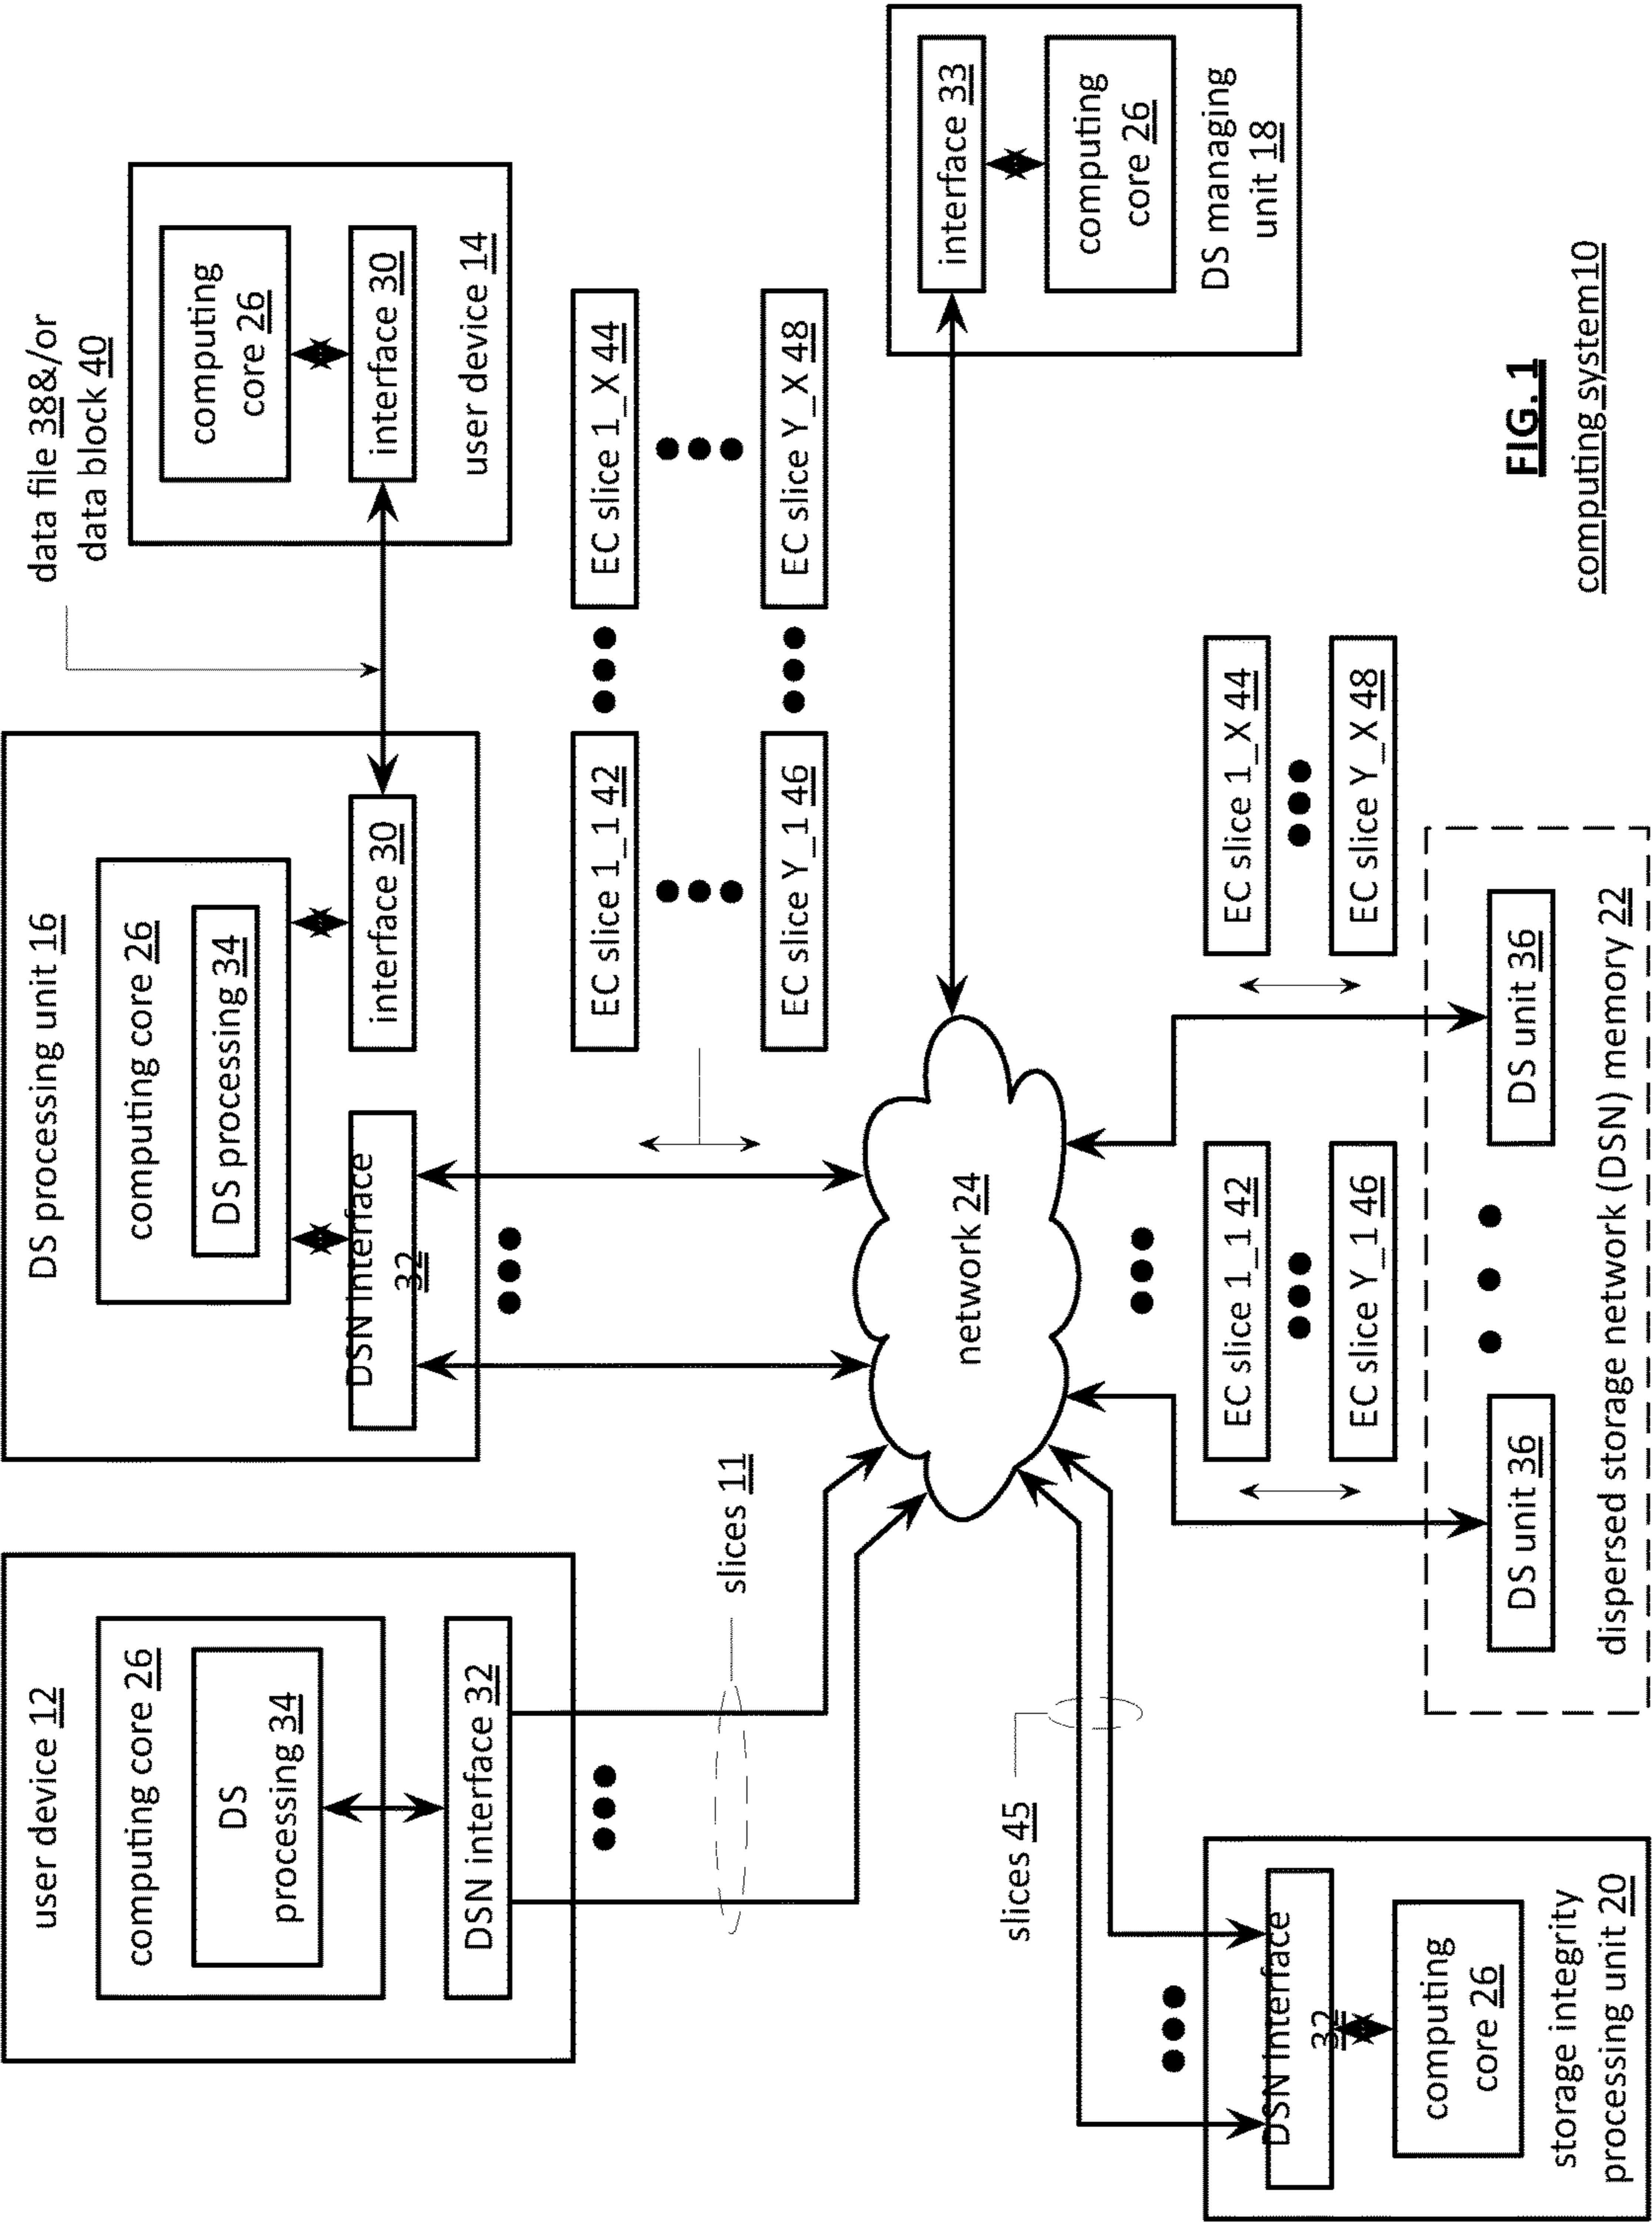 user device 12
computing core 26
DS
processing 34
DSN interface 32
DS processing unit 16
computing core 26
DS processing 34
DSN interface
32
interface 30
data file 38&/or
data block 40
computing
core 26
interface 30
user device 14
slices 11
EC slice 1_1 42
EC slice 1_X 44
EC slice Y_1 46
EC slice Y_X 48
network 24
interface 33
computing
core 26
DS managing
unit 18
slices 45
DSN interface
32
computing
core 26
storage integrity
processing unit 20
EC slice 1_1 42
EC slice Y_1 46
EC slice 1_X 44
EC slice Y_X 48
DS unit 36
DS unit 36
dispersed storage network (DSN) memory 22
FIG. 1
computing system10